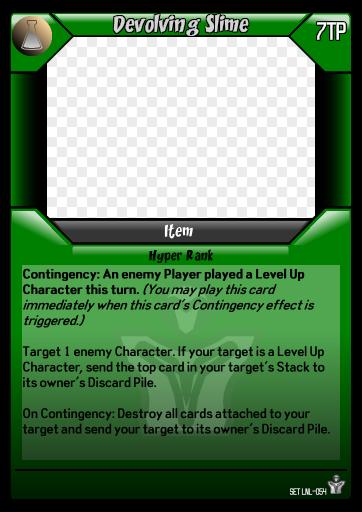 Devolving Slime
7TP
Item
Hyper Rank
Contingency: An enemy Player played a Level Up
Character this turn. (You may play this card
immediately when this card's Contingency effect is
triggered.)
Target 1 enemy Character. If your target is a Level Up
Character, send the top card in your target's Stack to
its owner's Discard Pile.
On Contingency: Destroy all cards attached to your
target and send your target to its owner's Discard Pile.
SET LNL-054